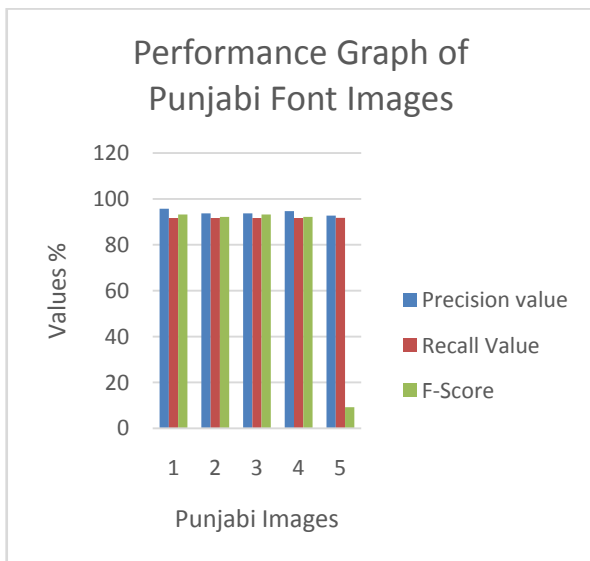 Performance Graph of
Punjabi Font Images
120
100
80
60
40
20
0
Values %
1 2 3 4 5
Punjabi Images
Precision value
Recall Value
F-Score